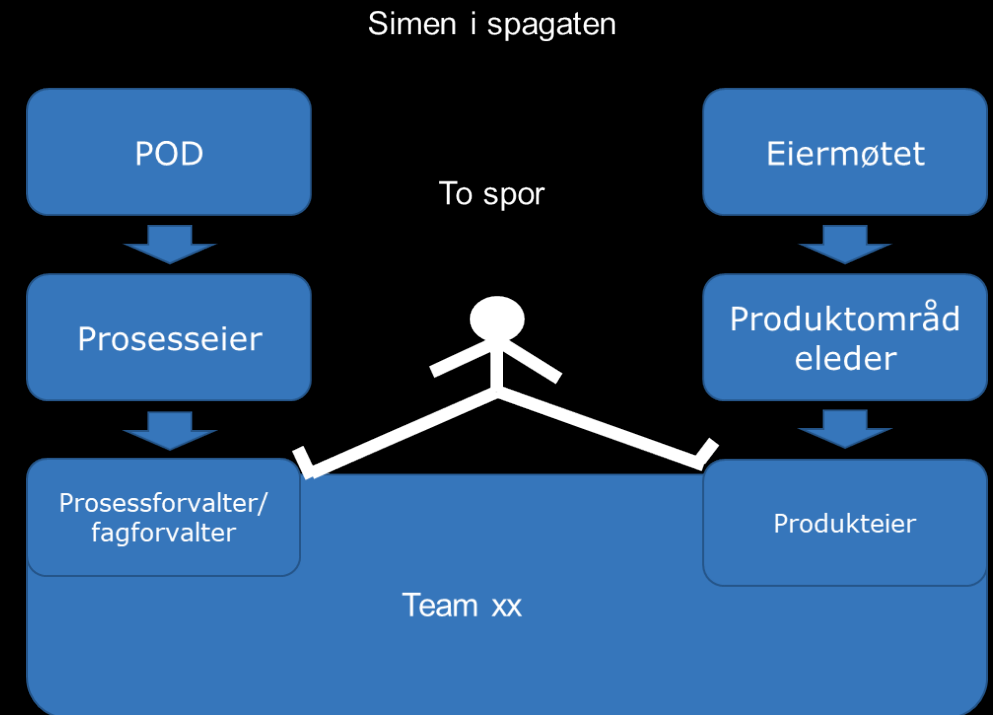 Simen i spagaten
POD
Eiermøtet
To spor
Prosesseier
Produktområd
eleder
Prosessforvalter/
fagforvalter
Produkteier
Team xx